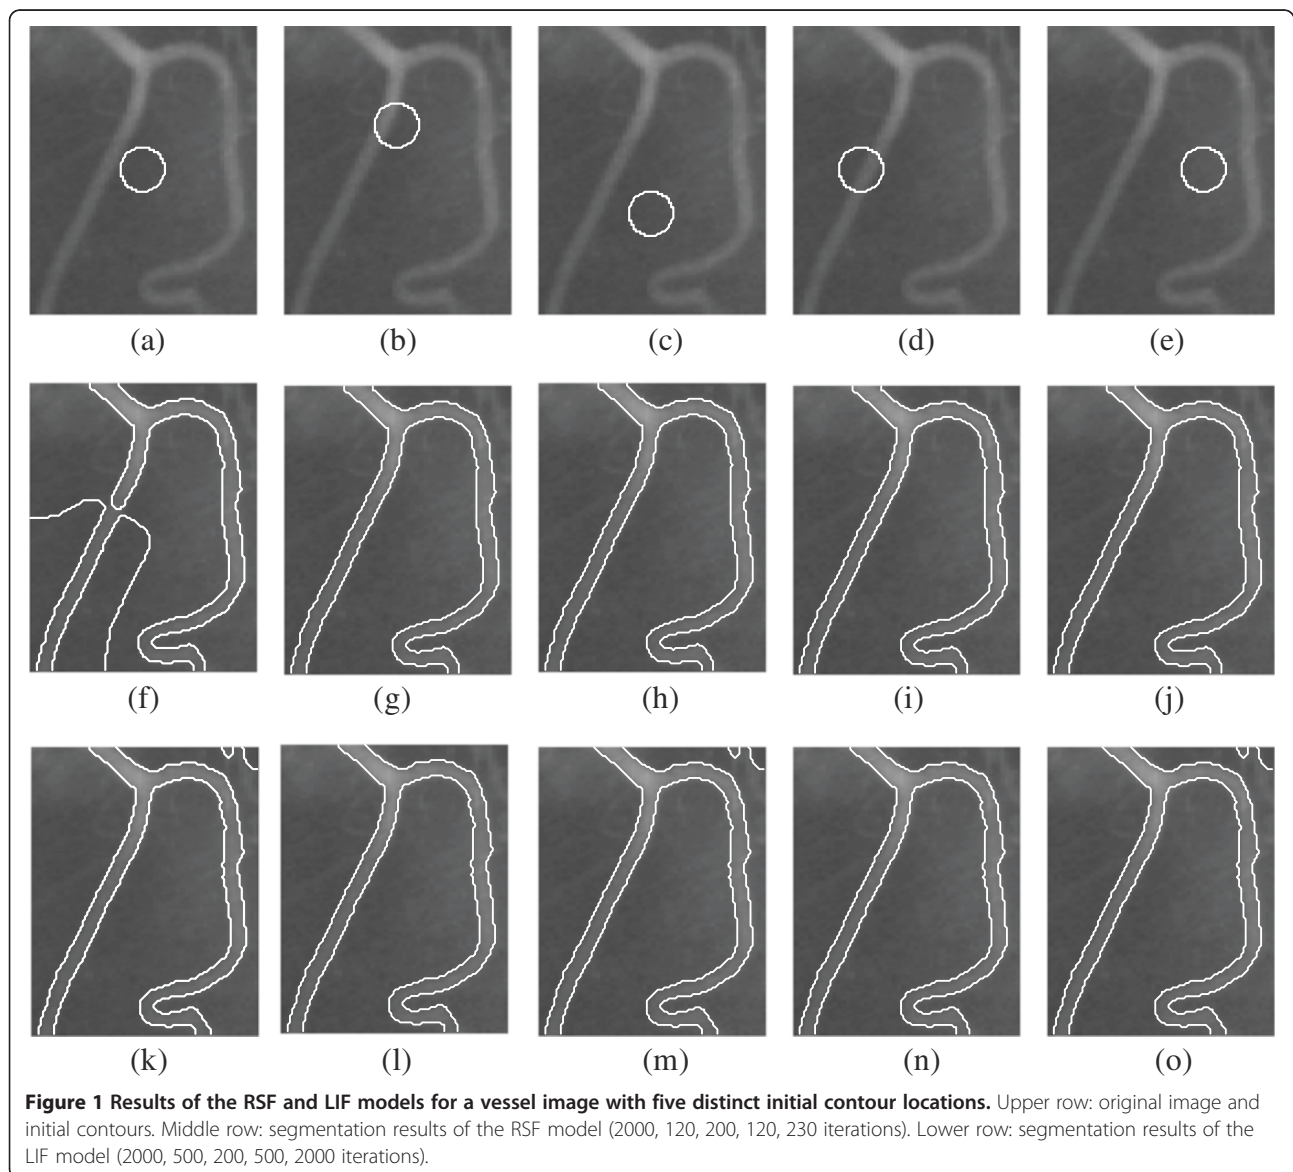 (a) (b) (c) (d) (e)
(f) (g) (h) (i) (j)
(k) (l) (m) (n) (o)
Figure 1 Results of the RSF and LIF models for a vessel image with five distinct initial contour locations. Upper row: original image and
initial contours. Middle row: segmentation results of the RSF model (2000, 120, 200, 120, 230 iterations). Lower row: segmentation results of the
LIF model (2000, 500, 200, 500, 2000 iterations).